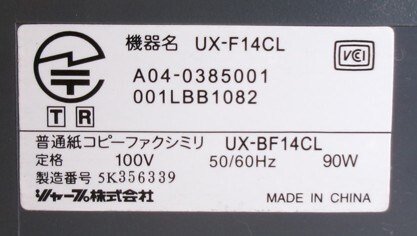 機器名 UX-F14CL
VCCI
A04-0385001
001LBB1082
T R
普通紙コピーファクシミリ UX-BF14CL
定格 100V 50/60Hz 90W
製造番号 5K356339
シャープ株式会社 MADE IN CHINA